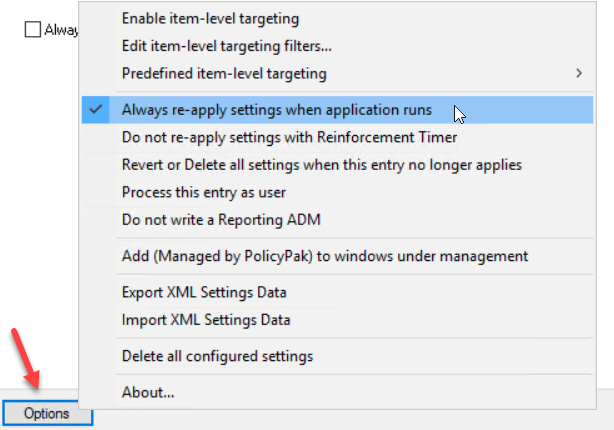 Enable item-level targeting
Edit item-level targeting filters...
Predefined item-level targeting
Alway
Always re-apply settings when application runs
Do not re-apply settings with Reinforcement Timer
Revert or Delete all settings when this entry no longer applies
Process this entry as user
Do not write a Reporting ADM
Add (Managed by PolicyPak) to windows under management
Export XML Settings Data
Import XML Settings Data
Delete all configured settings
About...
Options